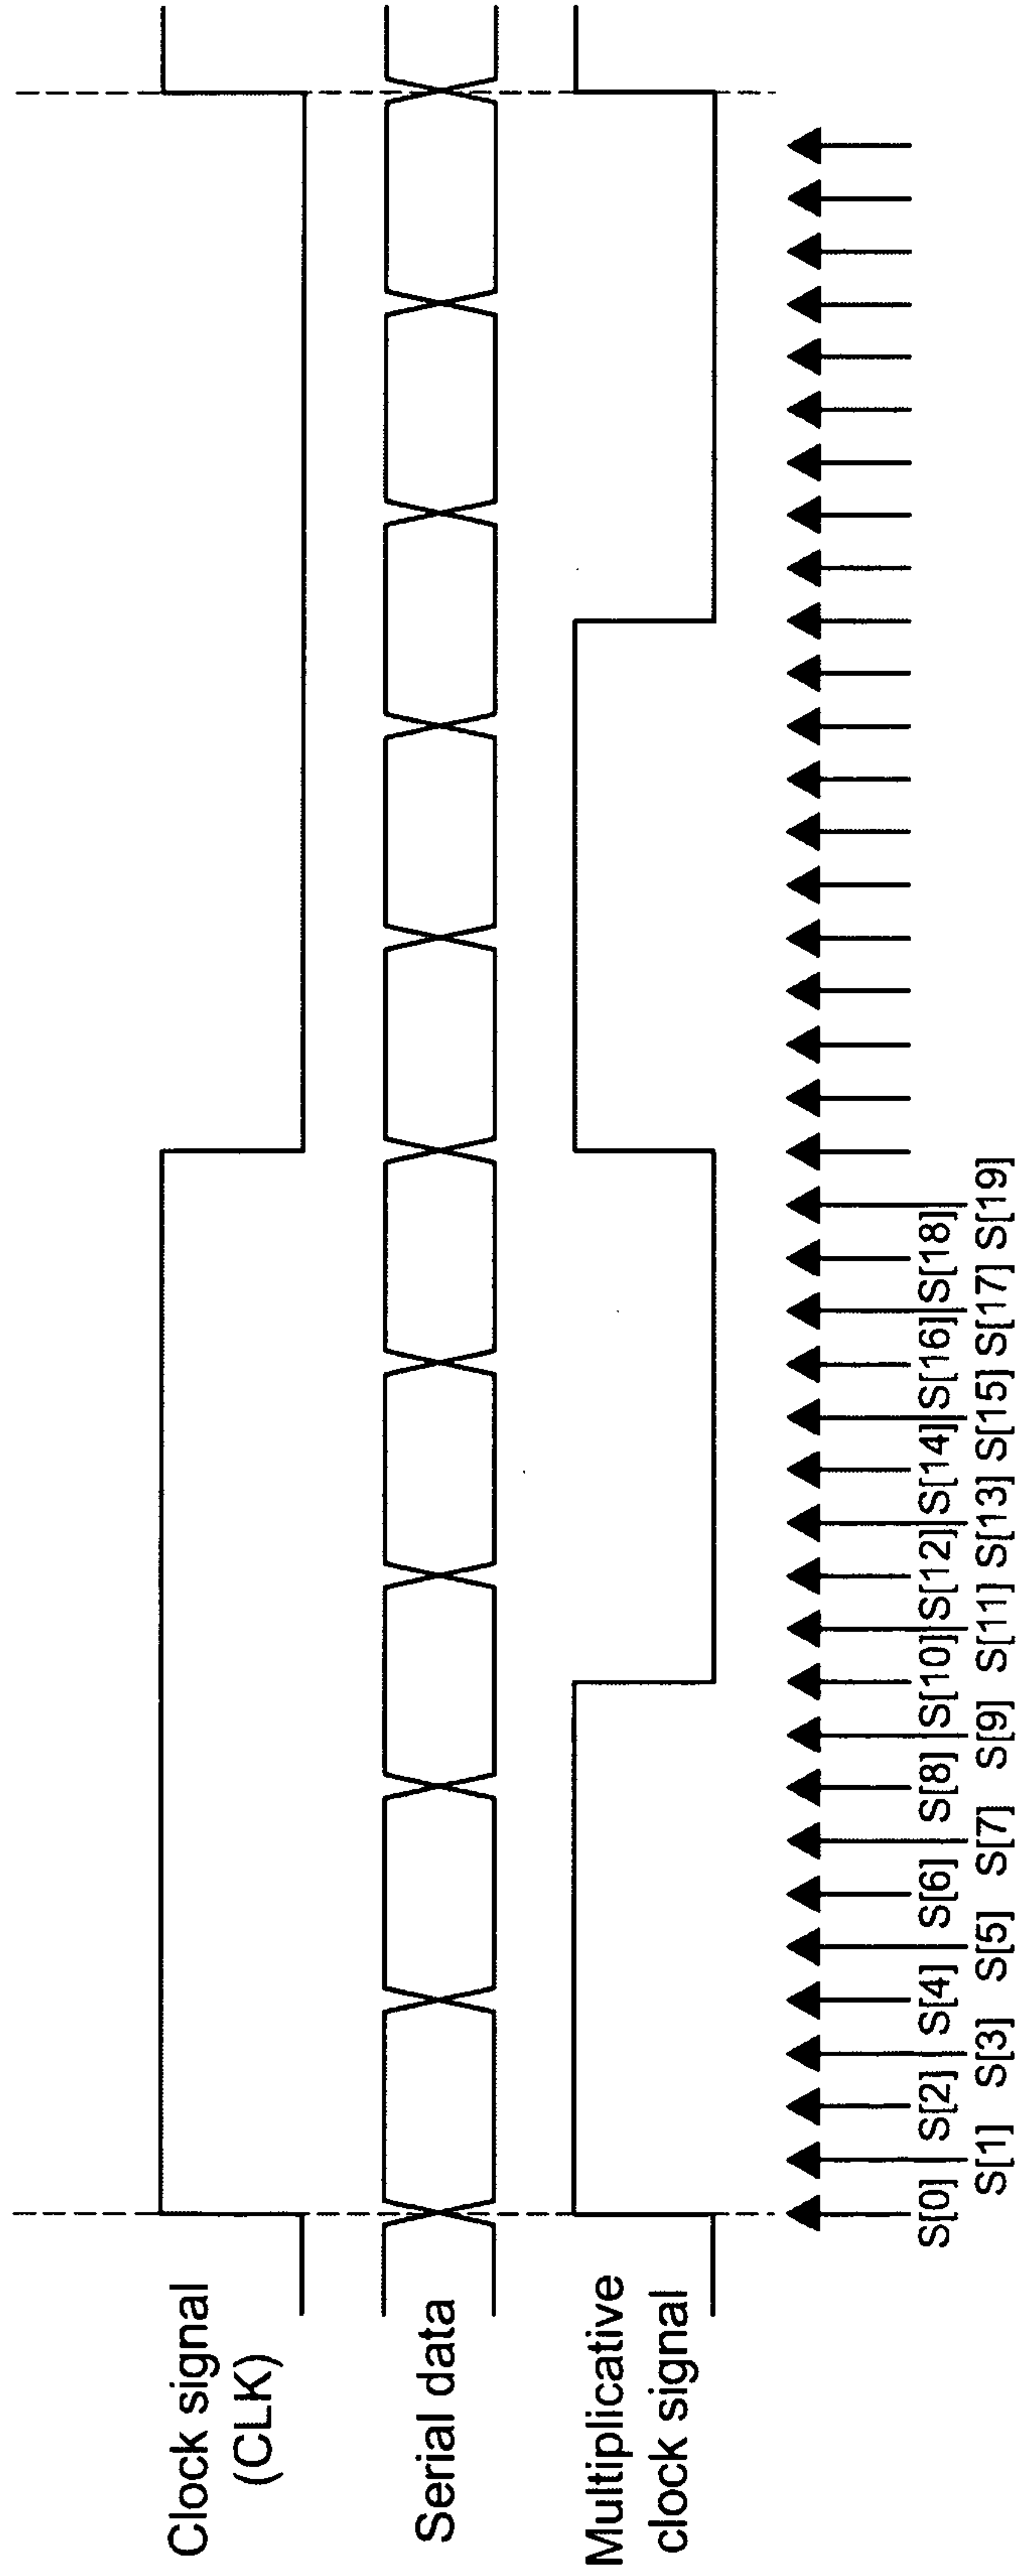 Clock signal
(CLK)
Serial data
Multiplicative
clock signal
S[0] S[2] S[4] S[6] S[8] S[10] S[12] S[14] S[16] S[18]
S[1] S[3] S[5] S[7] S[9] S[11] S[13] S[15] S[17] S[19]